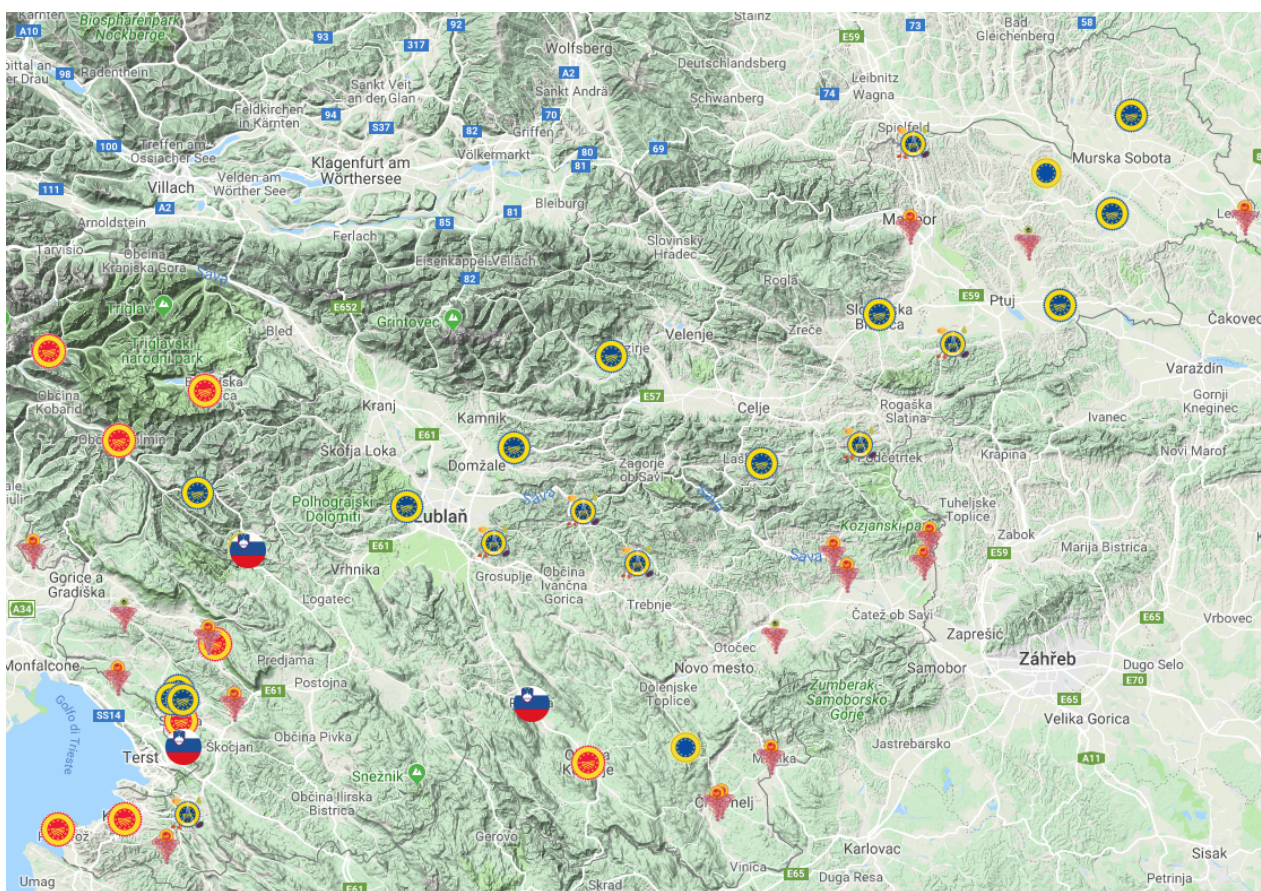 Kärnten
Biosphärenpark
Nockberge
A10
93
317
92
Wolfsberg
A2
Stainz
E59
73
Bad
Gleichenberg
58
98
Radenthein
Sankt Veit
an der Glan
Sankt Andrä
Deutschlandsberg
Leibnitz
Wagna
Feldkirchen
in Kärnten
94
S37
82
70
Griffen
Schwanberg
74
Treffen am
Ossiacher See
100
Klagenfurt am
Wörthersee
Völkermarkt
80
81
69
Spielfeld
Murska Sobota
Villach
Velden am
Wörther See
111
A2
Arnoldstein
81
Bleiburg
85
Ferlach
Tarvisio
Občina
Kranjska Gora
Sava
Eisenkappel-Vellach
82
Slovinský
Hradec
Rogla
Triglav
E652
Grintovec
Velenje
Zreče
E59
Ptuj
Čakovec
Triglavski
narodni park
Bled
Občina
Kobarid
Kranj
Kamnik
E57
Celje
Rogaška
Slatina
Varaždín
Gornji
Kneginec
Ivanec
E61
Škofja Loka
Domžale
Zagorje
ob Savi
Podčetrtek
Krapina
Novi Marof
Polhograjski
Dolomiti
Sava
Sava
Tuheljske
Toplice
Kozjanski
Zabok
E59
Marija Bistrica
E61
Vrhnika
Grosuplje
Občina
Ivančna
Gorica
Sava
Gorice a
Gradiška
A34
Logatec
Trebnje
Čatež ob Savi
E65
Vrbovec
Zaprešić
Otočec
Monfalcone
Predjama
Postojna
Novo mesto
Samobor
Záhřeb
Dugo Selo
E70
Dolenjske
Toplice
Žumberak-
Samoborsko
Gorje
E65
Velika Gorica
Golfo di Trieste
SS14
E61
Terst
Škocjan
Občina Pivka
Snežnik
Jastrebarsko
A11
Občina Ilirska
Bistrica
Gerovo
Karlovac
Sisak
Umag
E61
Skrad
Vinica
E65
Duga Resa
Petrinja